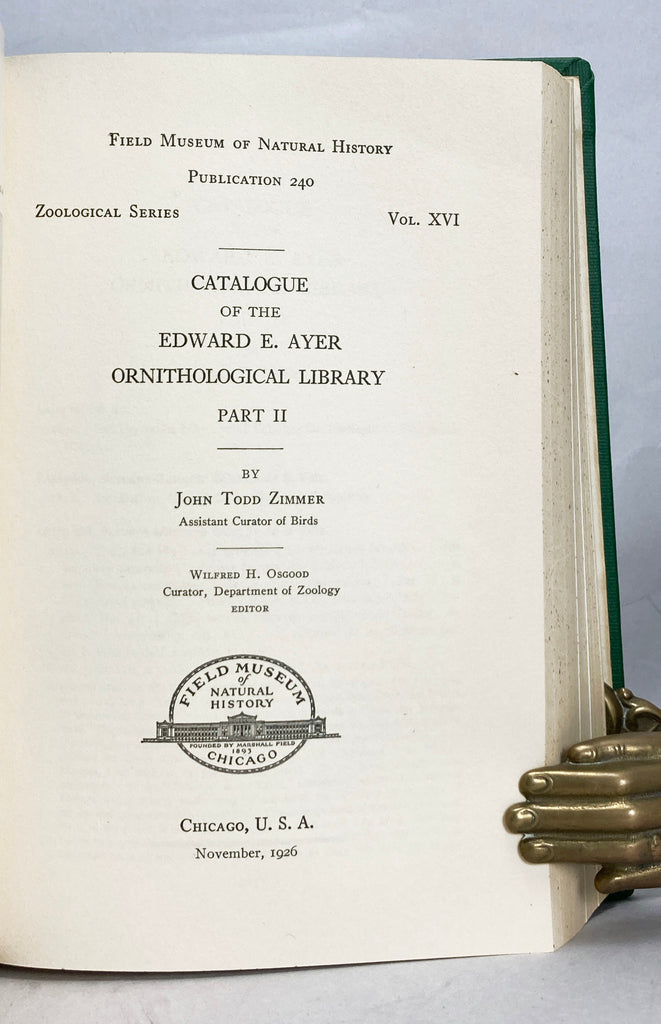 Field Museum of Natural History
Publication 240
Zoological Series Vol. XVI
CATALOGUE
OF THE
EDWARD E. AYER
ORNITHOLOGICAL LIBRARY
PART II
BY
John Todd Zimmer
Assistant Curator of Birds
Wilfred H. Osgood
Curator, Department of Zoology
EDITOR
FIELD MUSEUM
of
NATURAL
HISTORY
FOUNDED BY MARSHALL FIELD
1893
CHICAGO
Chicago, U. S. A.
November, 1926